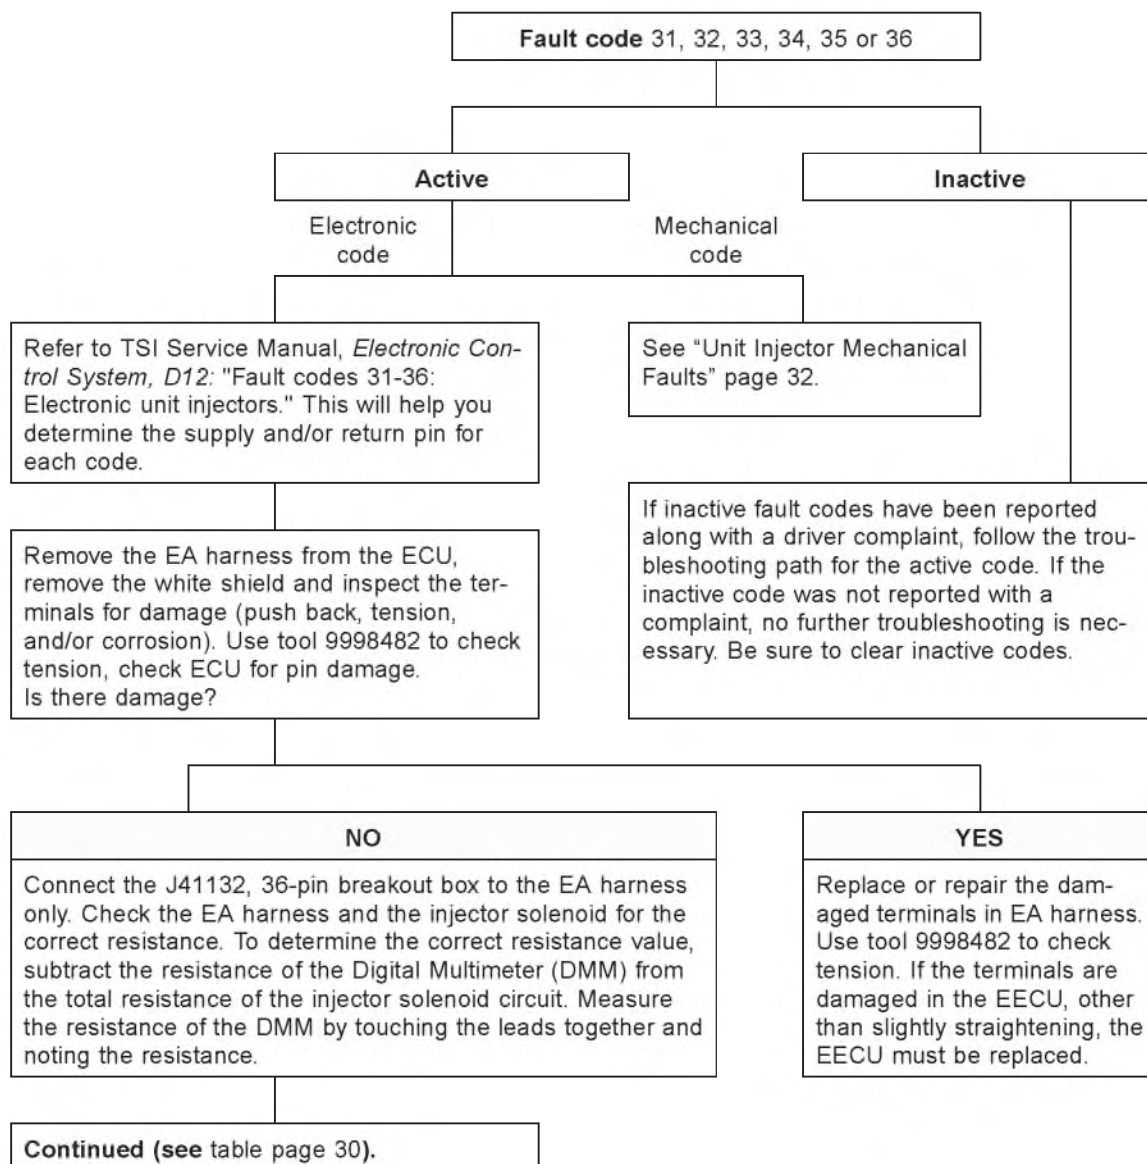 Fault code 31, 32, 33, 34, 35 or 36
Active
Inactive
Electronic
code
Mechanical
code
Refer to TSI Service Manual, Electronic Con-
trol System, D12: "Fault codes 31-36:
Electronic unit injectors." This will help you
determine the supply and/or return pin for
each code.
See “Unit Injector Mechanical
Faults” page 32.
If inactive fault codes have been reported
along with a driver complaint, follow the trou-
bleshooting path for the active code. If the
inactive code was not reported with a
complaint, no further troubleshooting is nec-
essary. Be sure to clear inactive codes.
Remove the EA harness from the ECU,
remove the white shield and inspect the ter-
minals for damage (push back, tension,
and/or corrosion). Use tool 9998482 to check
tension, check ECU for pin damage.
Is there damage?
NO
Connect the J41132, 36-pin breakout box to the EA harness
only. Check the EA harness and the injector solenoid for the
correct resistance. To determine the correct resistance value,
subtract the resistance of the Digital Multimeter (DMM) from
the total resistance of the injector solenoid circuit. Measure
the resistance of the DMM by touching the leads together and
noting the resistance.
YES
Replace or repair the dam-
aged terminals in EA harness.
Use tool 9998482 to check
tension. If the terminals are
damaged in the EECU, other
than slightly straightening, the
EECU must be replaced.
Continued (see table page 30).